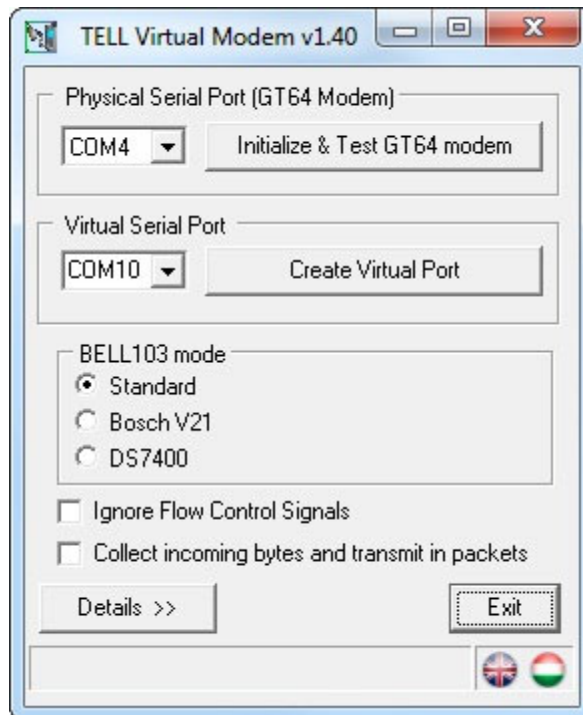 TELL Virtual Modem v1.40
Physical Serial Port (GT64 Modem)
COM4 Initialize & Test GT64 modem
Virtual Serial Port
COM10 Create Virtual Port
BELL103 mode
Standard
Bosch V21
DS7400
Ignore Flow Control Signals
Collect incoming bytes and transmit in packets
Details >> Exit